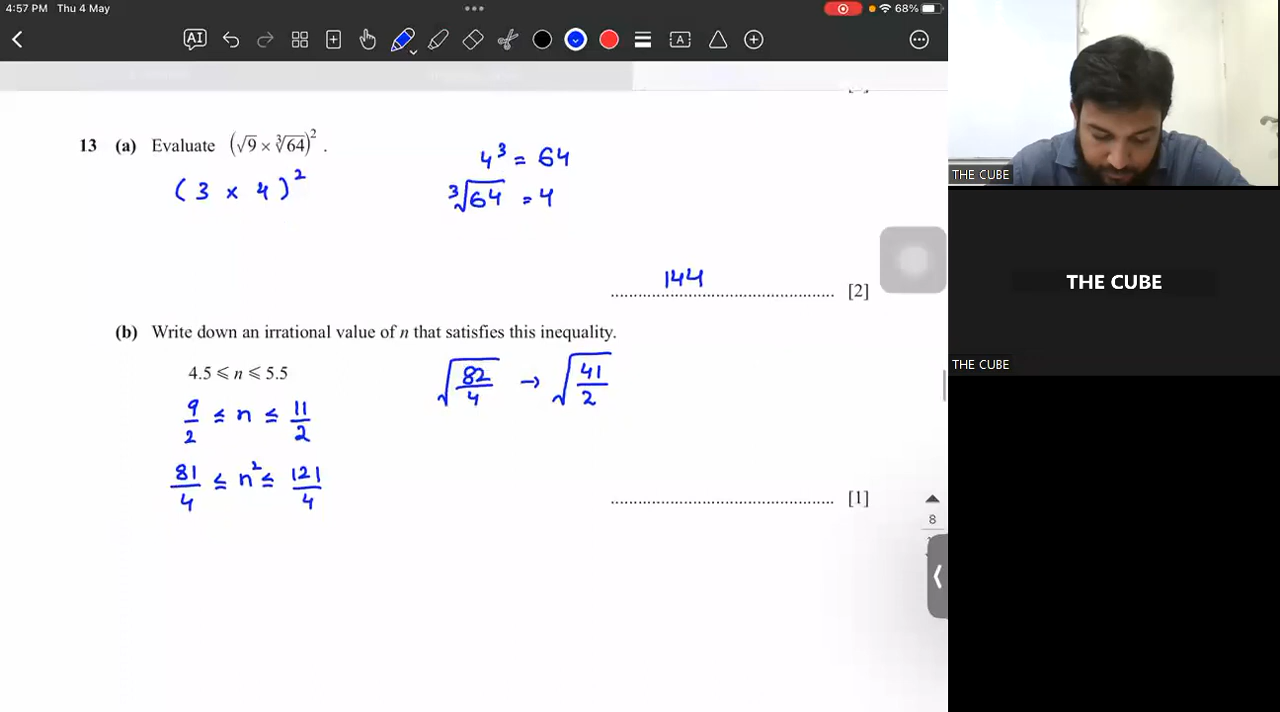 4:57 PM Thu 4 May
68%
AI
A
13 (a) Evaluate (√9 × ∛64)² .
4³ = 64
(3 × 4)²
∛64 = 4
144
[2]
(b) Write down an irrational value of n that satisfies this inequality.
4.5 ⩽ n ⩽ 5.5
√(82/4) → √(41/2)
9/2 ≤ n ≤ 11/2
81/4 ≤ n² ≤ 121/4
[1]
8
THE CUBE
THE CUBE
THE CUBE